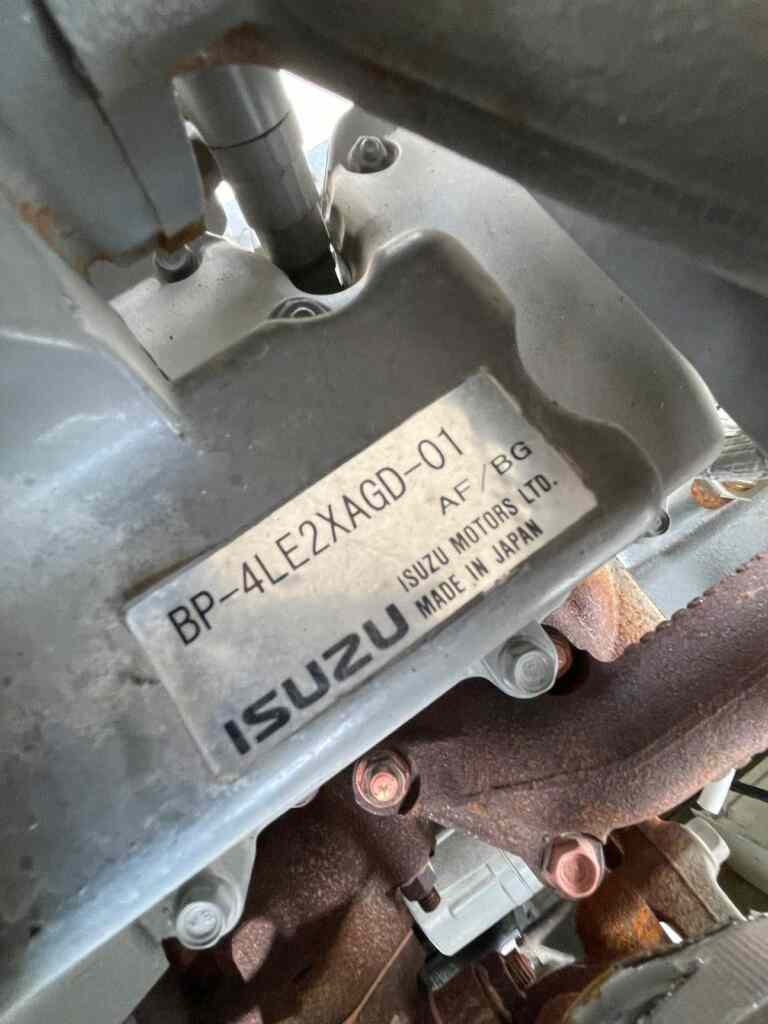 BP-4LE2XAGD-01
AF/BG
ISUZU ISUZU MOTORS LTD.
MADE IN JAPAN